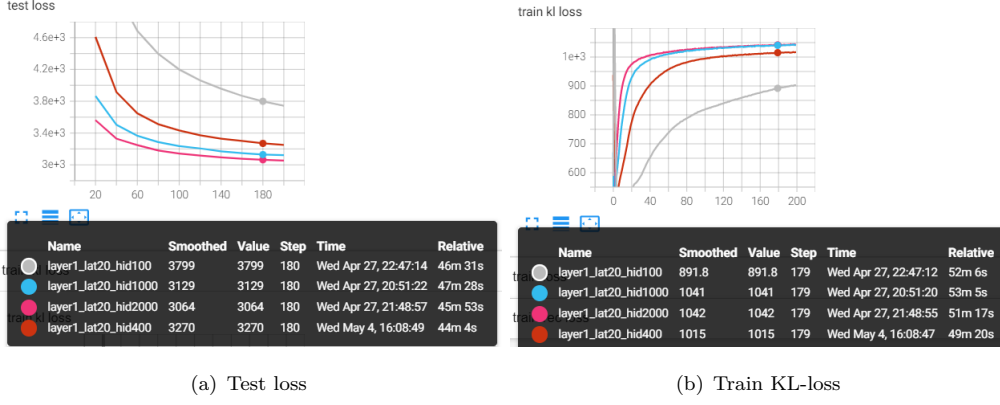 test loss
4.6e+3
4.2e+3
3.8e+3
3.4e+3
3e+3
20 60 100 140 180
Name Smoothed Value Step Time Relative
layer1_lat20_hid100 3799 3799 180 Wed Apr 27, 22:47:14 46m 31s
layer1_lat20_hid1000 3129 3129 180 Wed Apr 27, 20:51:22 47m 28s
layer1_lat20_hid2000 3064 3064 180 Wed Apr 27, 21:48:57 45m 53s
layer1_lat20_hid400 3270 3270 180 Wed May 4, 16:08:49 44m 4s
(a) Test loss
train kl loss
1e+3
900
800
700
600
0 40 80 120 160 200
Name Smoothed Value Step Time Relative
layer1_lat20_hid100 891.8 891.8 179 Wed Apr 27, 22:47:12 52m 6s
layer1_lat20_hid1000 1041 1041 179 Wed Apr 27, 20:51:20 53m 5s
layer1_lat20_hid2000 1042 1042 179 Wed Apr 27, 21:48:55 51m 17s
layer1_lat20_hid400 1015 1015 179 Wed May 4, 16:08:47 49m 20s
(b) Train KL-loss